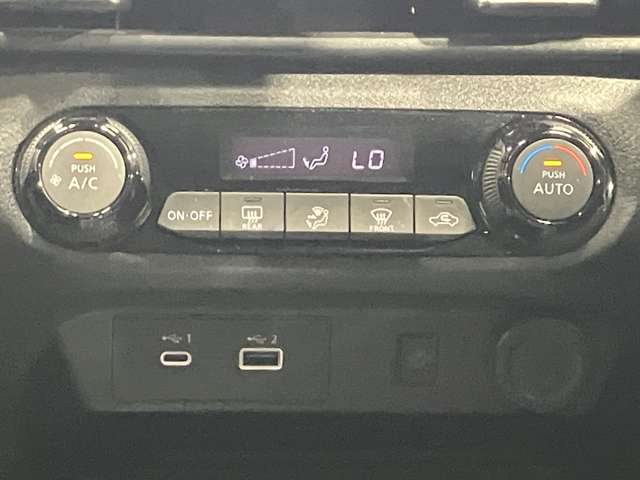 LO
PUSH
A/C
PUSH
AUTO
ON·OFF
REAR
FRONT
1
2